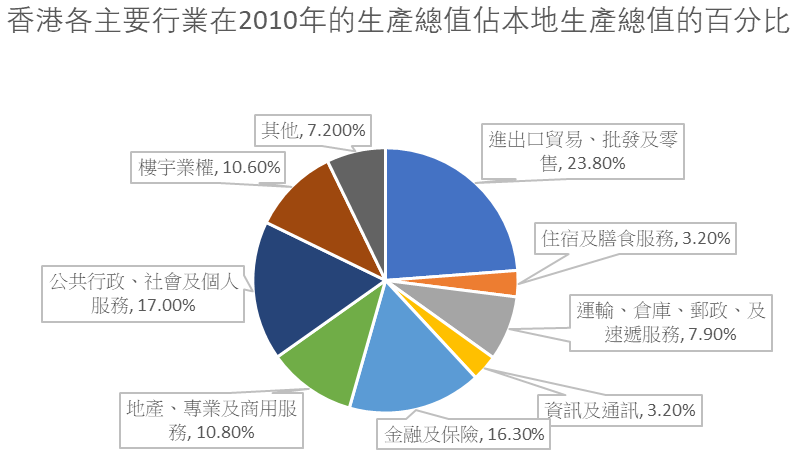 香港各主要行業在2010年的生產總值佔本地生產總值的百分比
其他, 7.200%
進出口貿易、批發及零
售, 23.80%
樓宇業權, 10.60%
住宿及膳食服務, 3.20%
公共行政、社會及個人
服務, 17.00%
運輸、倉庫、郵政、及
速遞服務, 7.90%
地產、專業及商用服
務, 10.80%
資訊及通訊, 3.20%
金融及保險, 16.30%